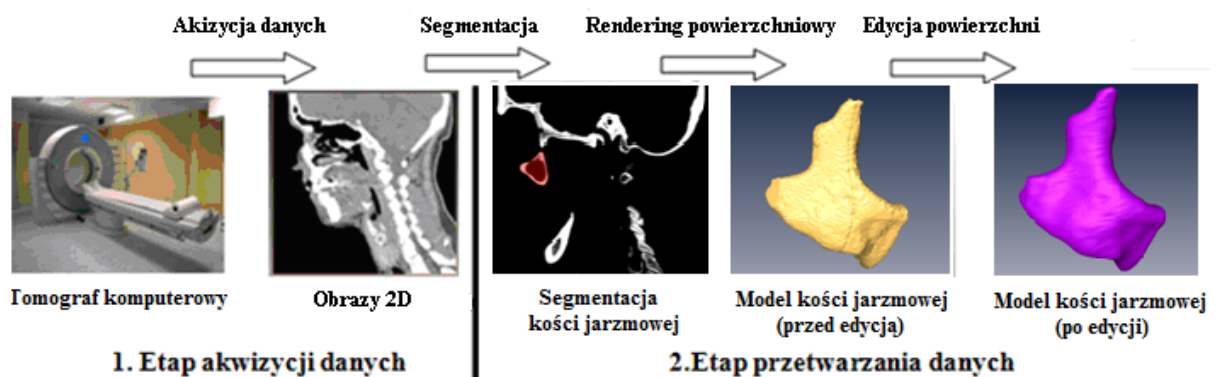 Akizycja danych
Segmentacja
Rendering powierzchniowy
Edycja powierzchni
Tomograf komputerowy
Obrazy 2D
Segmentacja
kości jarzmowej
Model kości jarzmowej
(przed edycją)
Model kości jarzmowej
(po edycji)
1. Etap akwizycji danych
2.Etap przetwarzania danych